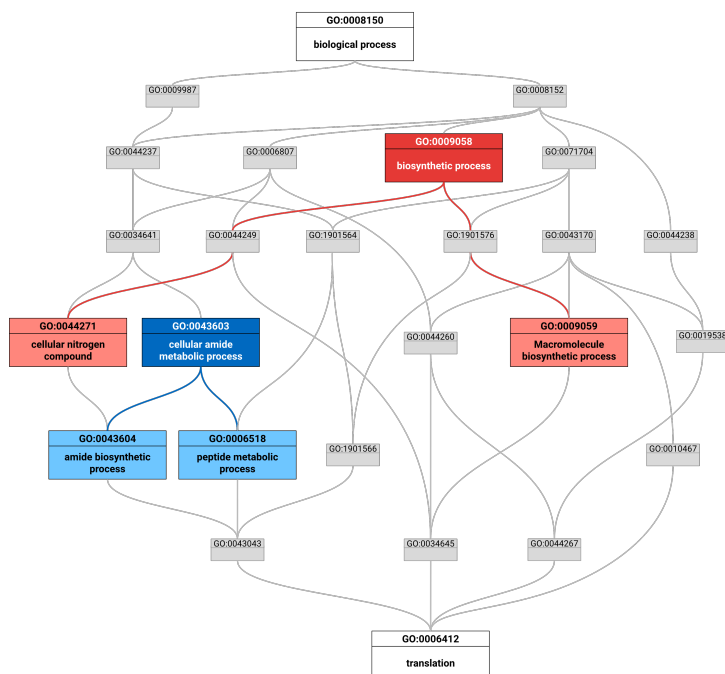 GO:0008150
biological process
GO:0009987
GO:0008152
GO:0044237
GO:0006807
GO:0009058
biosynthetic process
GO:0071704
GO:0034641
GO:0044249
GO:1901564
GO:1901576
GO:0043170
GO:0044238
GO:0044271
cellular nitrogen
compound
GO:0043603
cellular amide
metabolic process
GO:0044260
GO:0009059
Macromolecule
biosynthetic process
GO:0019538
GO:0043604
amide biosynthetic
process
GO:0006518
peptide metabolic
process
GO:1901566
GO:0010467
GO:0043043
GO:0034645
GO:0044267
GO:0006412
translation